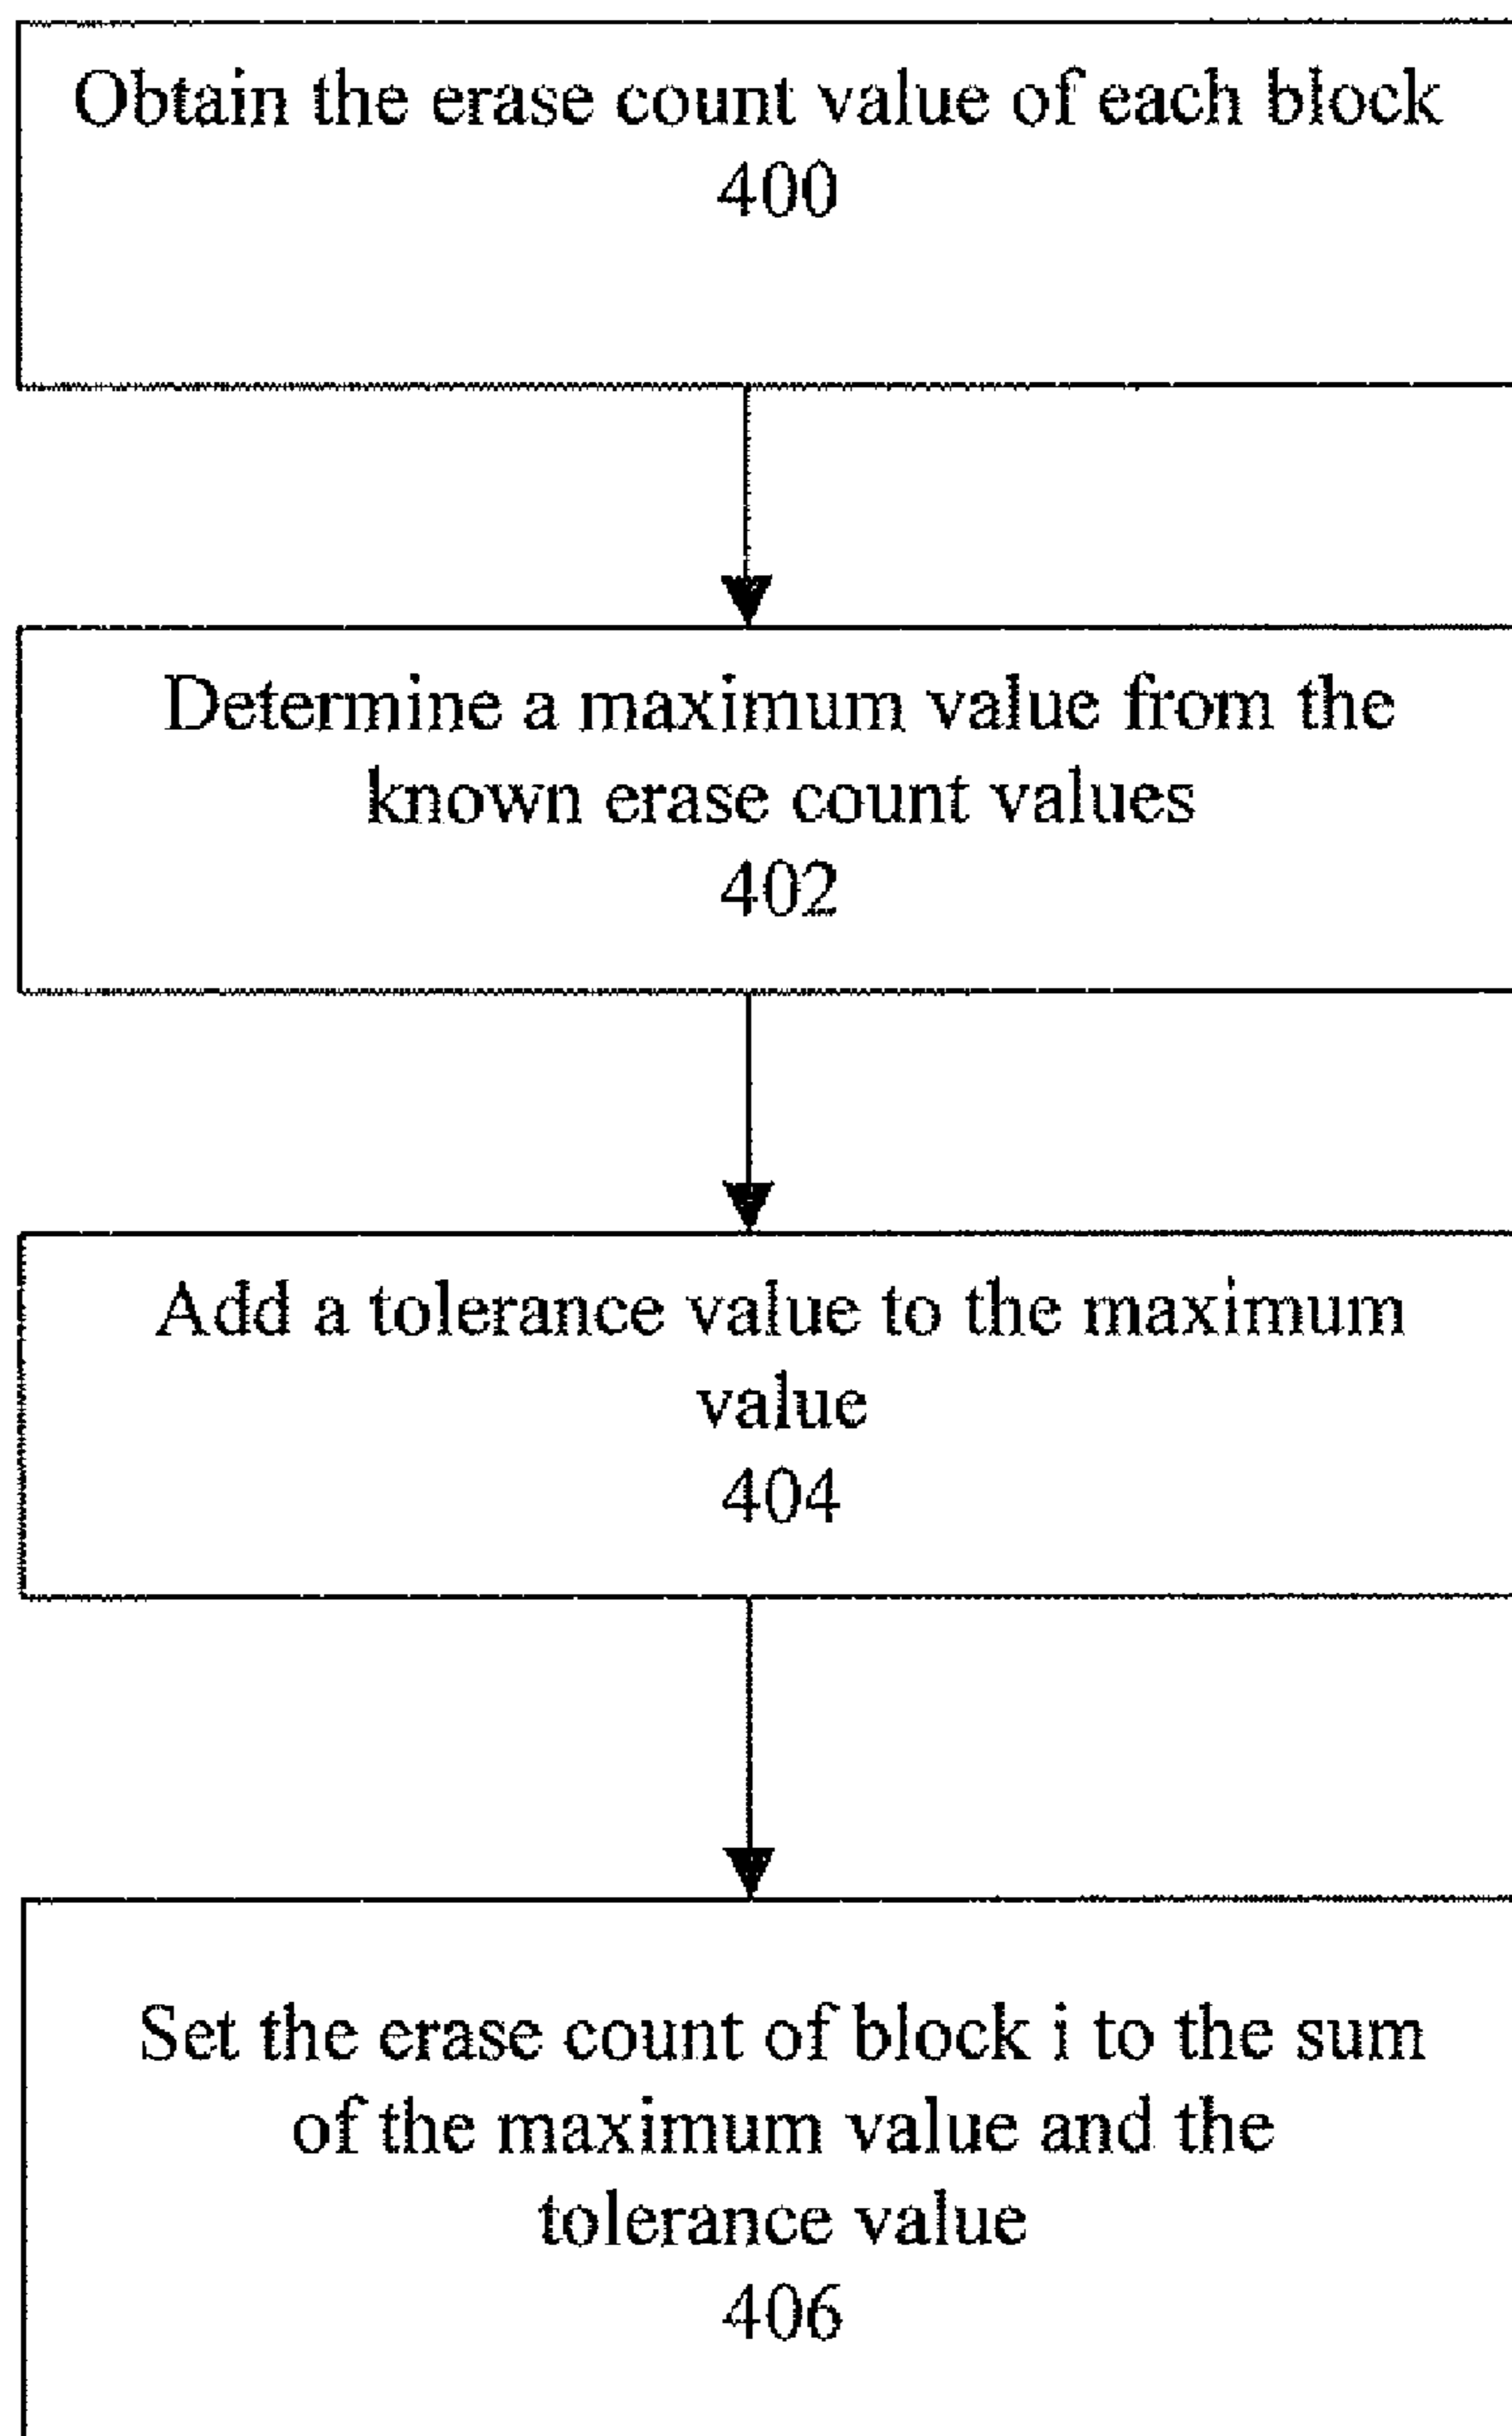 Obtain the erase count value of each block
400
Determine a maximum value from the
known erase count values
402
Add a tolerance value to the maximum
value
404
Set the erase count of block i to the sum
of the maximum value and the
tolerance value
406